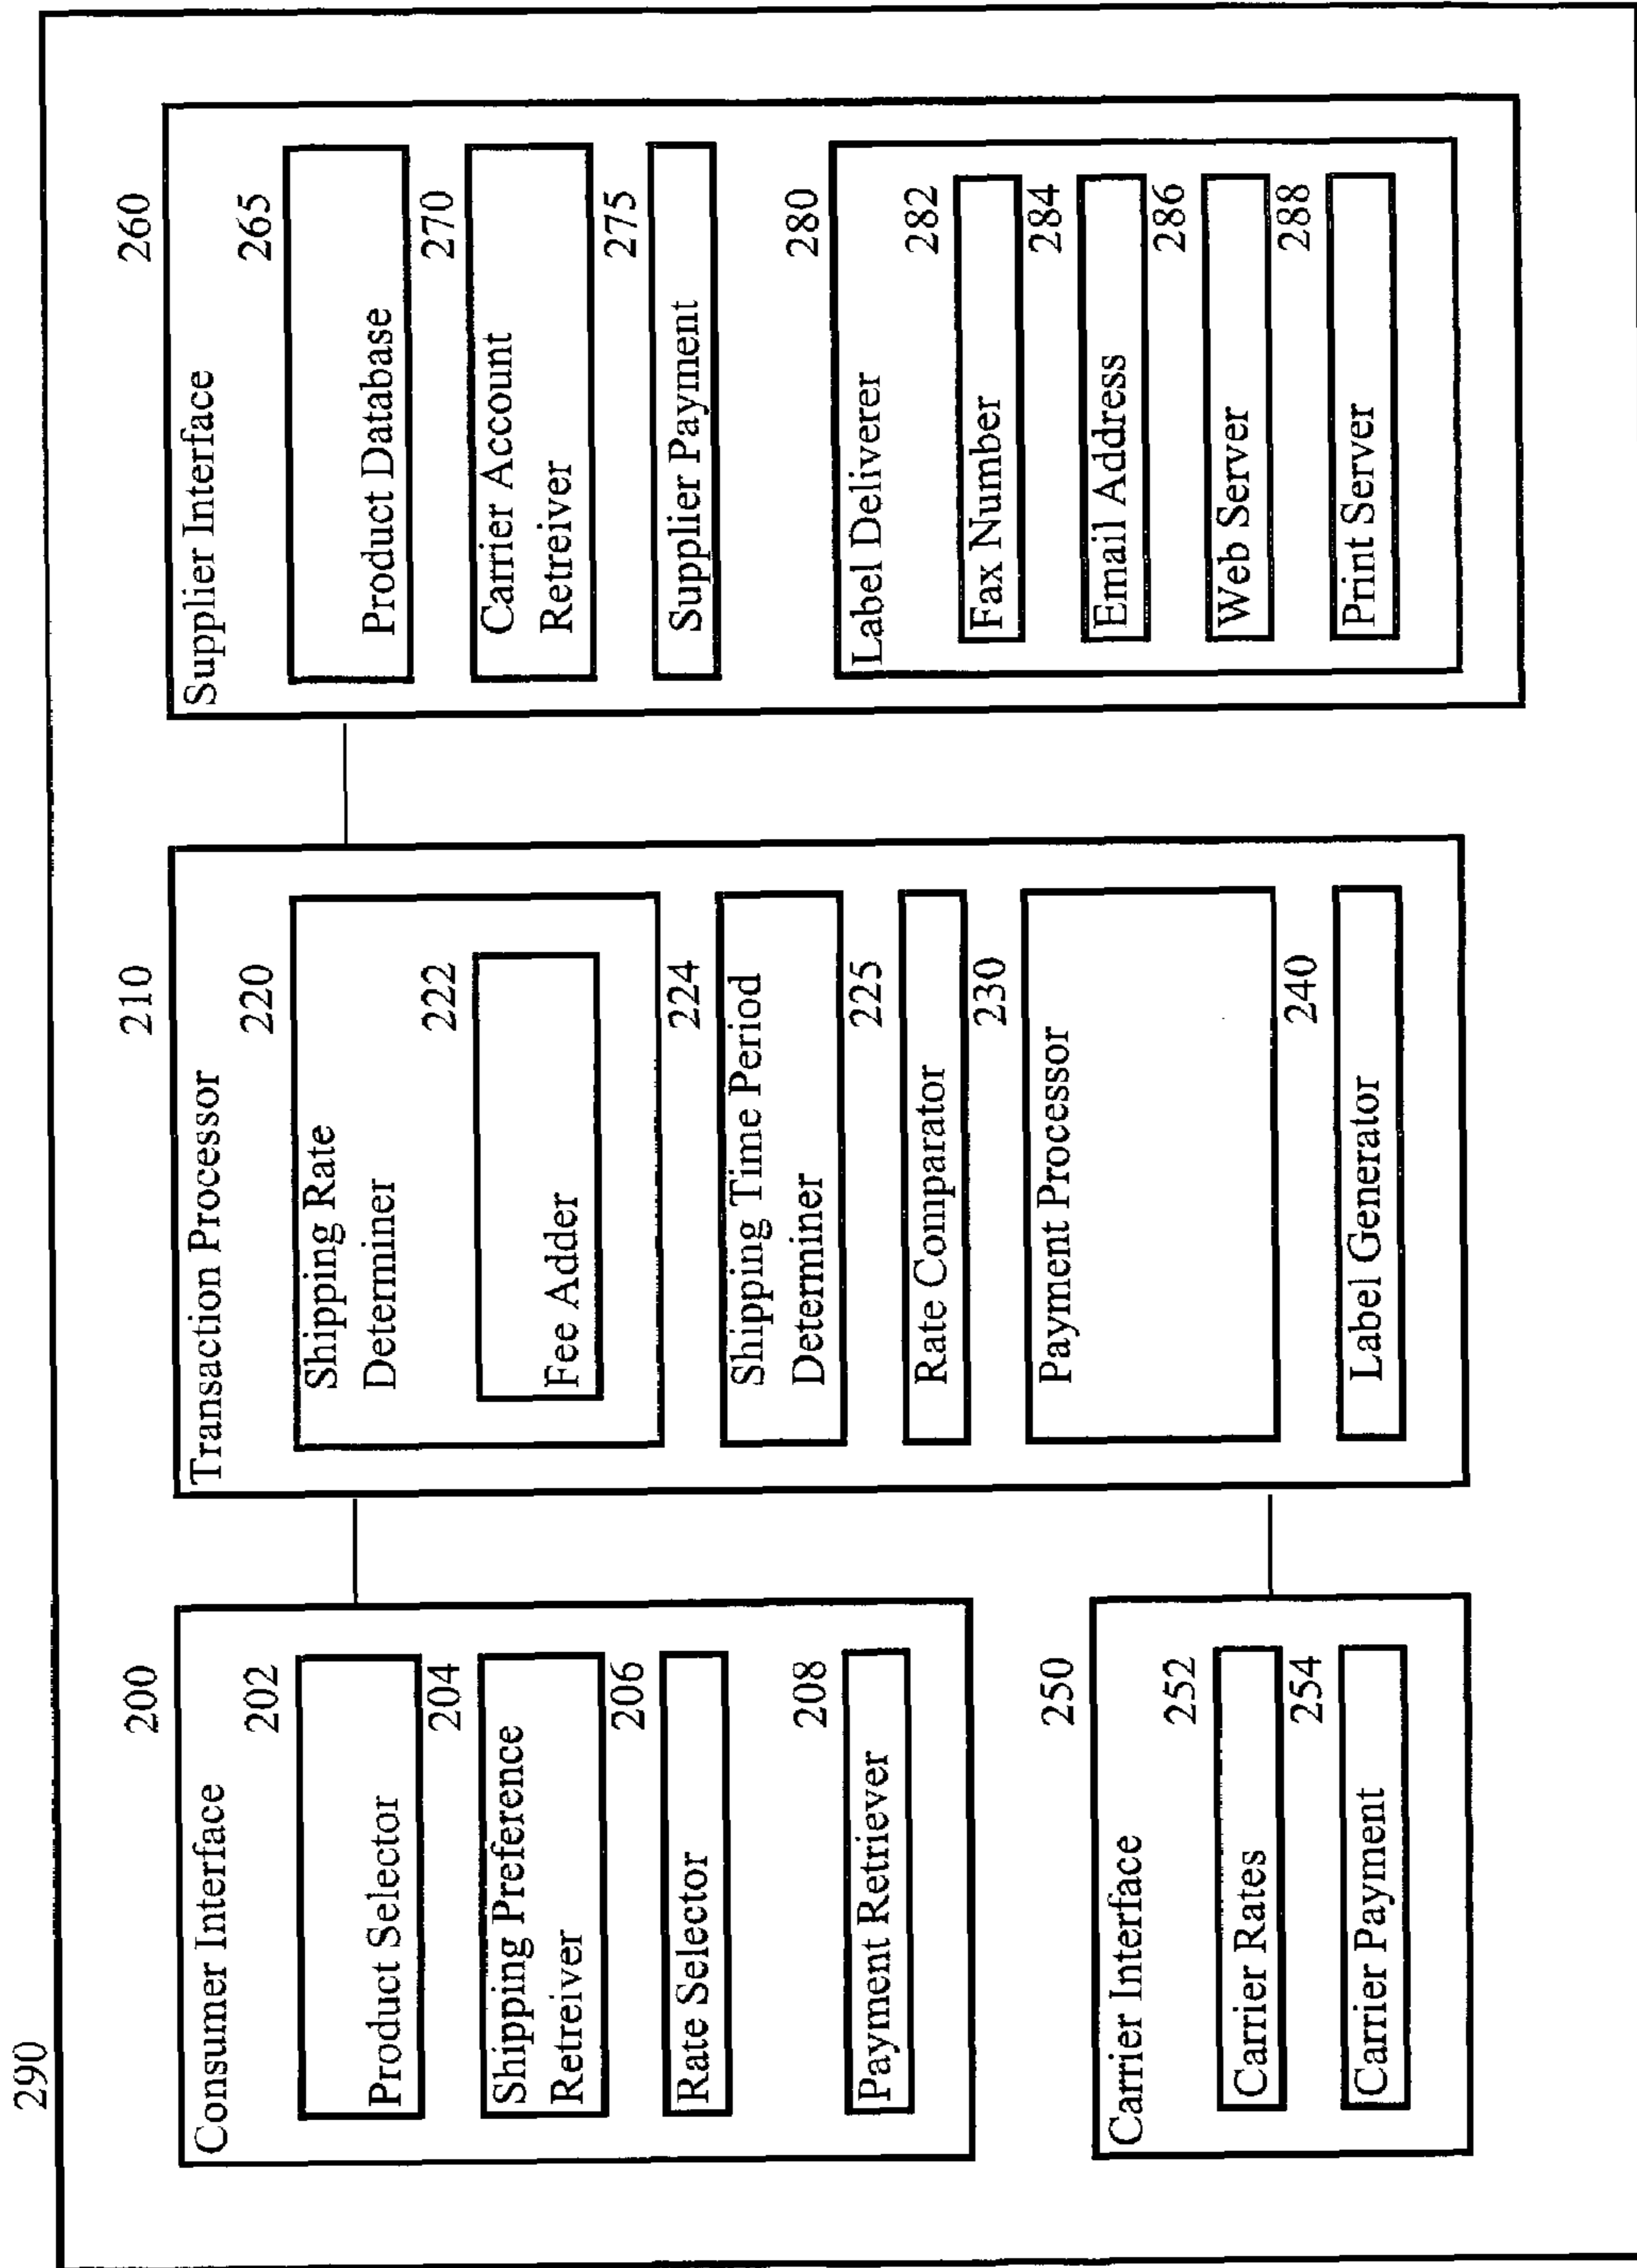 290
200
Consumer Interface
202
Product Selector
204
Shipping Preference
Retreiver
206
Rate Selector
208
Payment Retriever
250
Carrier Interface
252
Carrier Rates
254
Carrier Payment
210
Transaction Processor
220
Shipping Rate
Determiner
222
Fee Adder
224
Shipping Time Period
Determiner
225
Rate Comparator
230
Payment Processor
240
Label Generator
260
Supplier Interface
265
Product Database
270
Carrier Account
Retreiver
275
Supplier Payment
280
Label Deliverer
282
Fax Number
284
Email Address
286
Web Server
288
Print Server